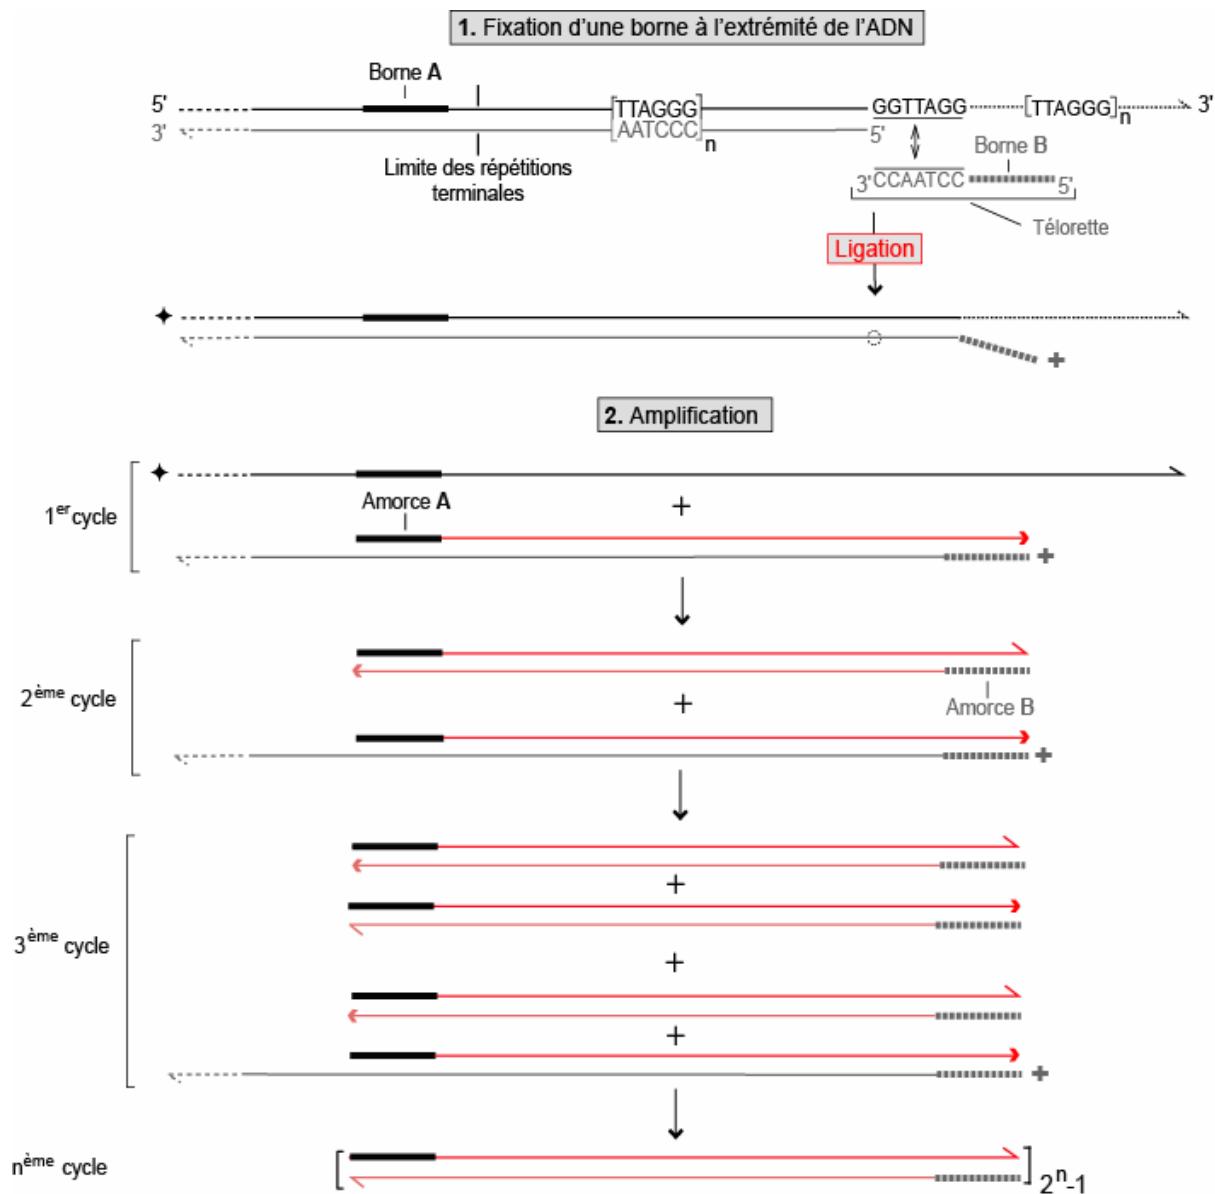 1. Fixation d'une borne à l'extrémité de l'ADN
Borne A
5' TTAGGG GGTTAGG [TTAGGG]n 3'
3' AATCCC n 5'
Limite des répétitions
terminales
Borne B
3' CCAATCC 5'
Télorette
Ligation
2. Amplification
1er cycle
Amorce A
+
2ème cycle
Amorce B
+
3ème cycle
+
+
+
nème cycle
2n-1